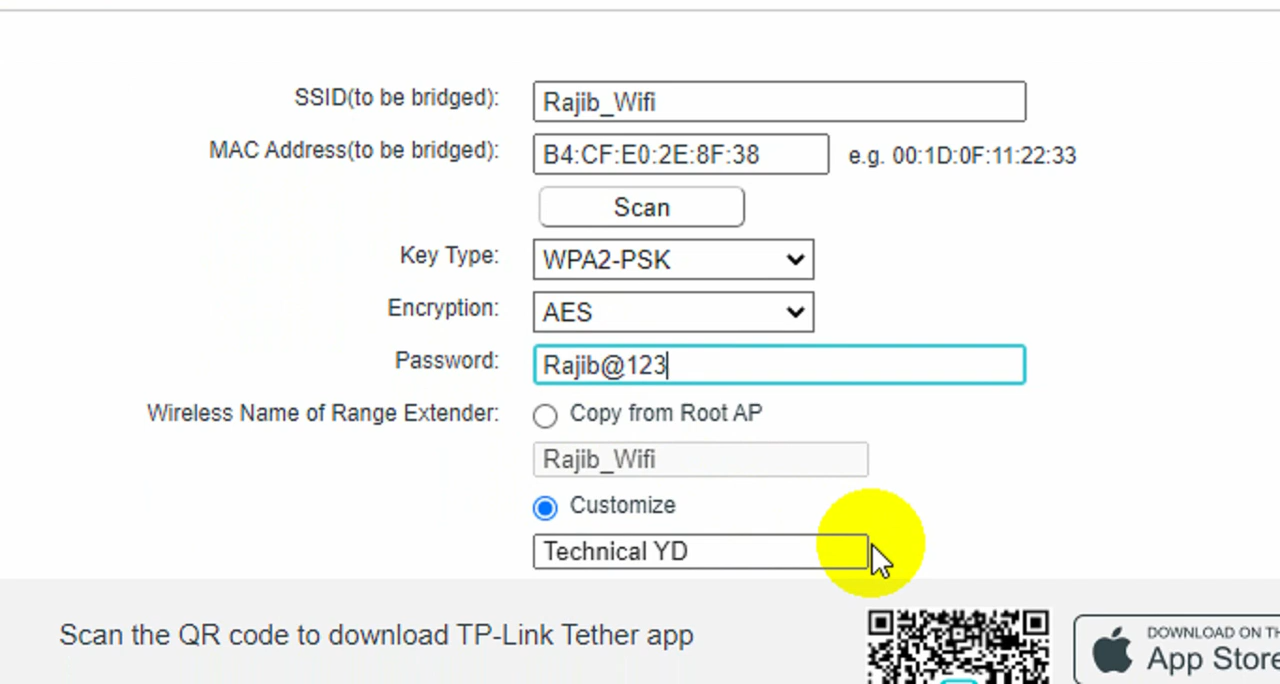 SSID(to be bridged): Rajib_Wifi
MAC Address(to be bridged): B4:CF:E0:2E:8F:38 e.g. 00:1D:0F:11:22:33
Scan
Key Type: WPA2-PSK
Encryption: AES
Password: Rajib@123
Wireless Name of Range Extender: Copy from Root AP
Rajib_Wifi
Customize
Technical YD
Scan the QR code to download TP-Link Tether app
DOWNLOAD ON
App Store